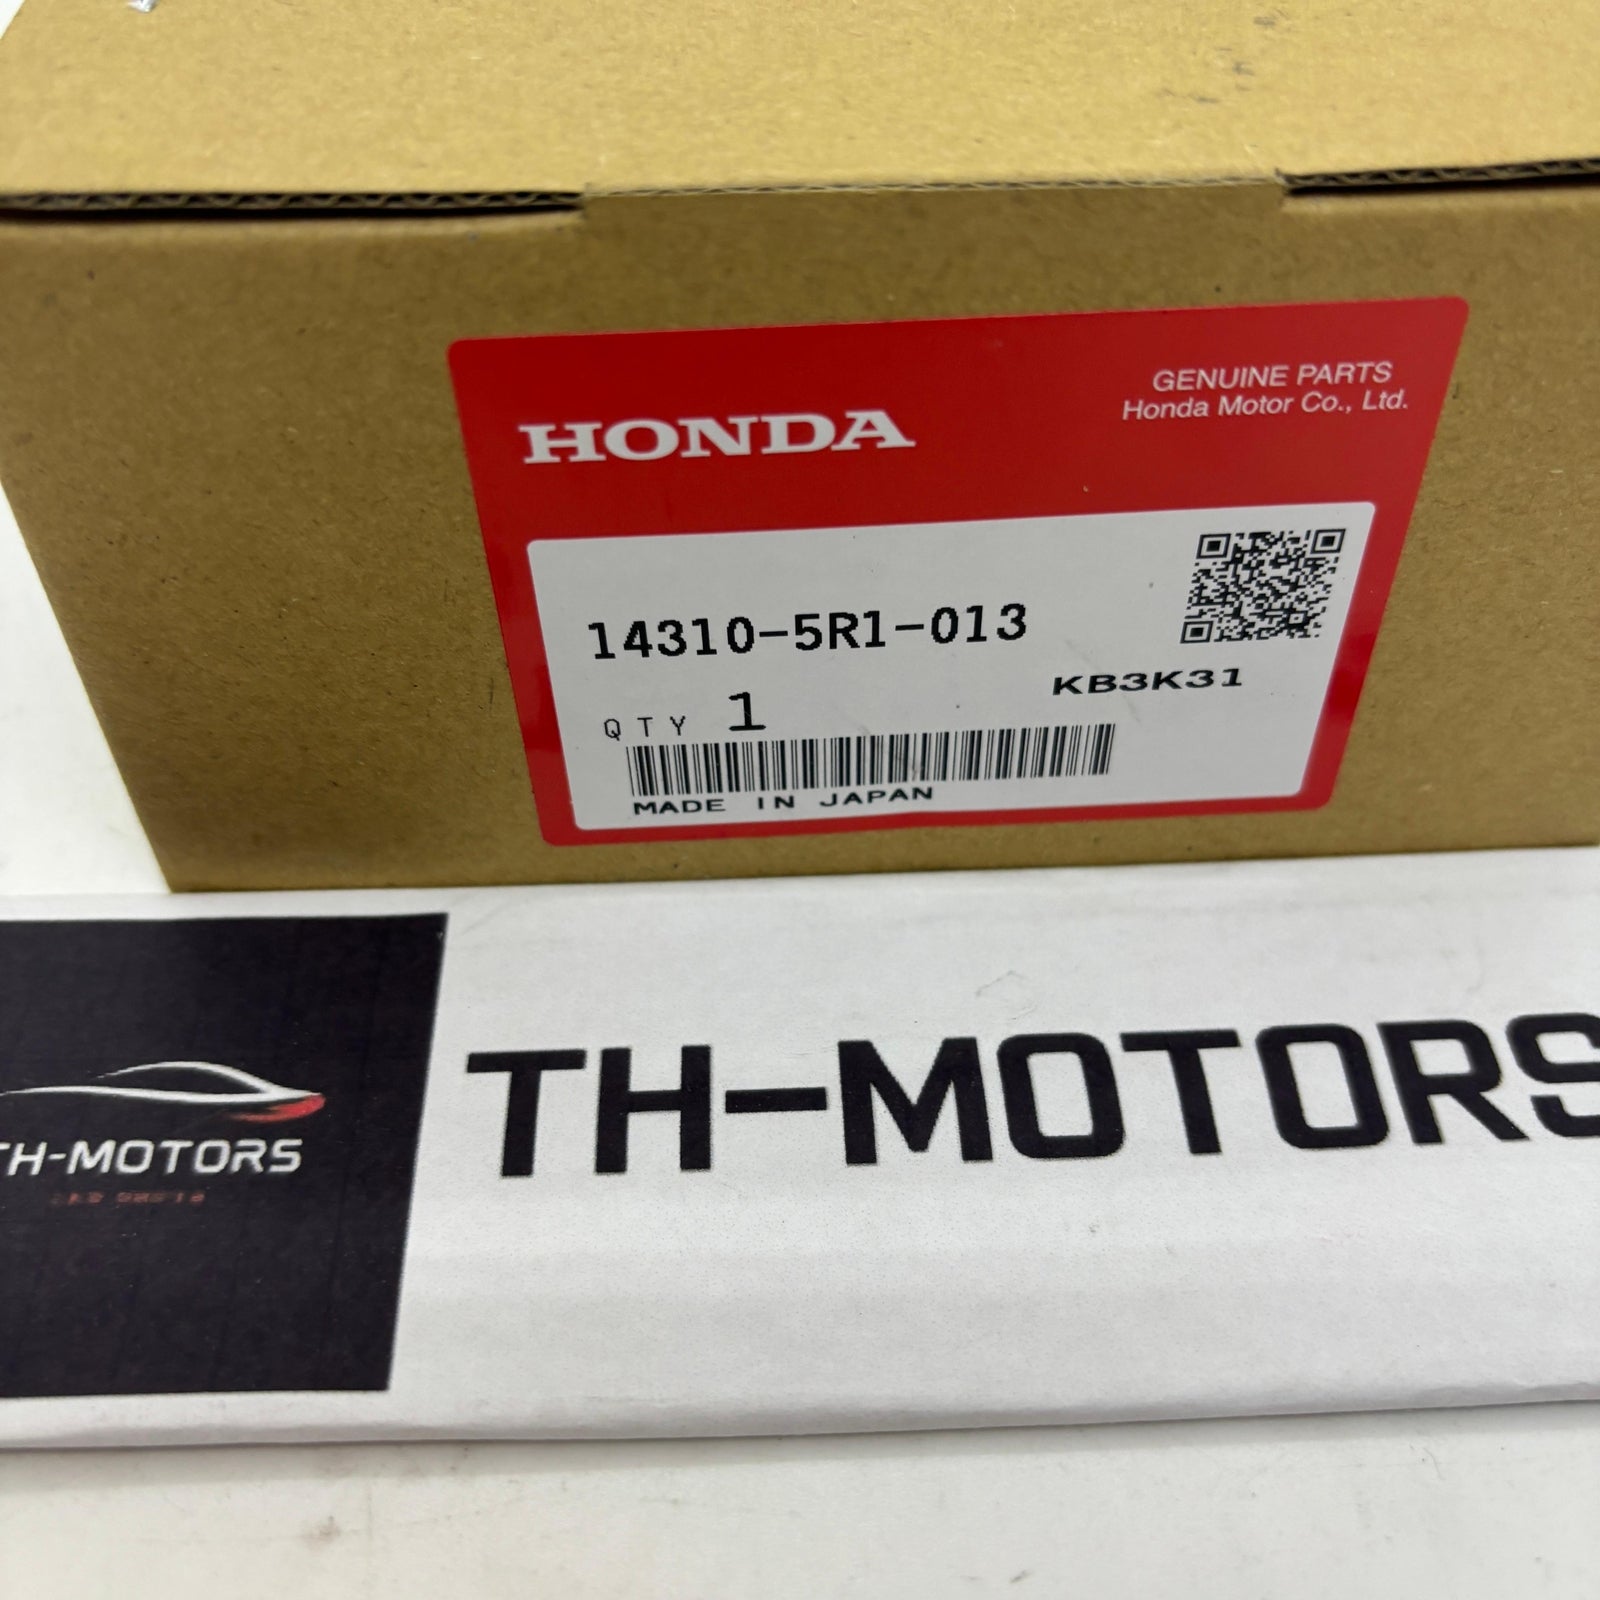 HONDA
GENUINE PARTS
Honda Motor Co., Ltd.
14310-5R1-013
KB3K31
QTY 1
MADE IN JAPAN
TH-MOTORS
TH-MOTORS